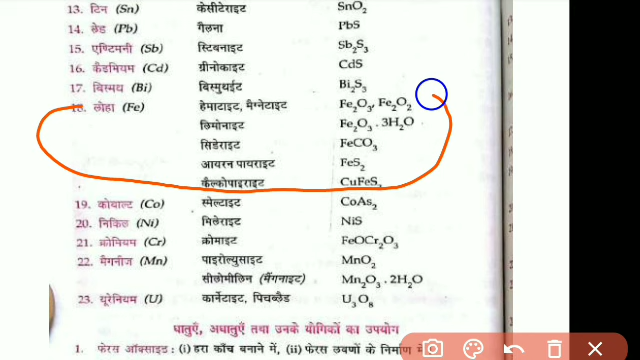 13. टिन (Sn) केसीटेराइट SnO₂
14. लेड (Pb) गैलना PbS
15. एण्टिमनी (Sb) स्टिबनाइट Sb₂S₃
16. कैडमियम (Cd) ग्रीनोकाइट CdS
17. बिस्मथ (Bi) बिस्मुथाईट Bi₂S₃
18. लोहा (Fe) हेमाटाइट, मैग्नेटाइट Fe₂O₃, Fe₂O₂
लिमोनाइट Fe₂O₃ . 3H₂O
सिडेराइट FeCO₃
आयरन पायराइट FeS₂
कैल्कोपाइराइट CuFeS₂
19. कोबाल्ट (Co) स्मेल्टाइट CoAs₂
20. निकिल (Ni) मिलेराइट NiS
21. क्रोमियम (Cr) क्रोमाइट FeOCr₂O₃
22. मैंगनीज (Mn) पाइरोल्युसाइट MnO₂
सीलोमीलिन (मैंगनाइट) Mn₂O₃ . 2H₂O
23. यूरेनियम (U) कार्नेटाइट, पिचब्लैड U₃O₈
धातुएँ, अधातुएँ तथा उनके यौगिकों का उपयोग
1. फेरस ऑक्साइड : (i) हरा काँच बनाने में, (ii) फेरस लवणों के निर्माण में